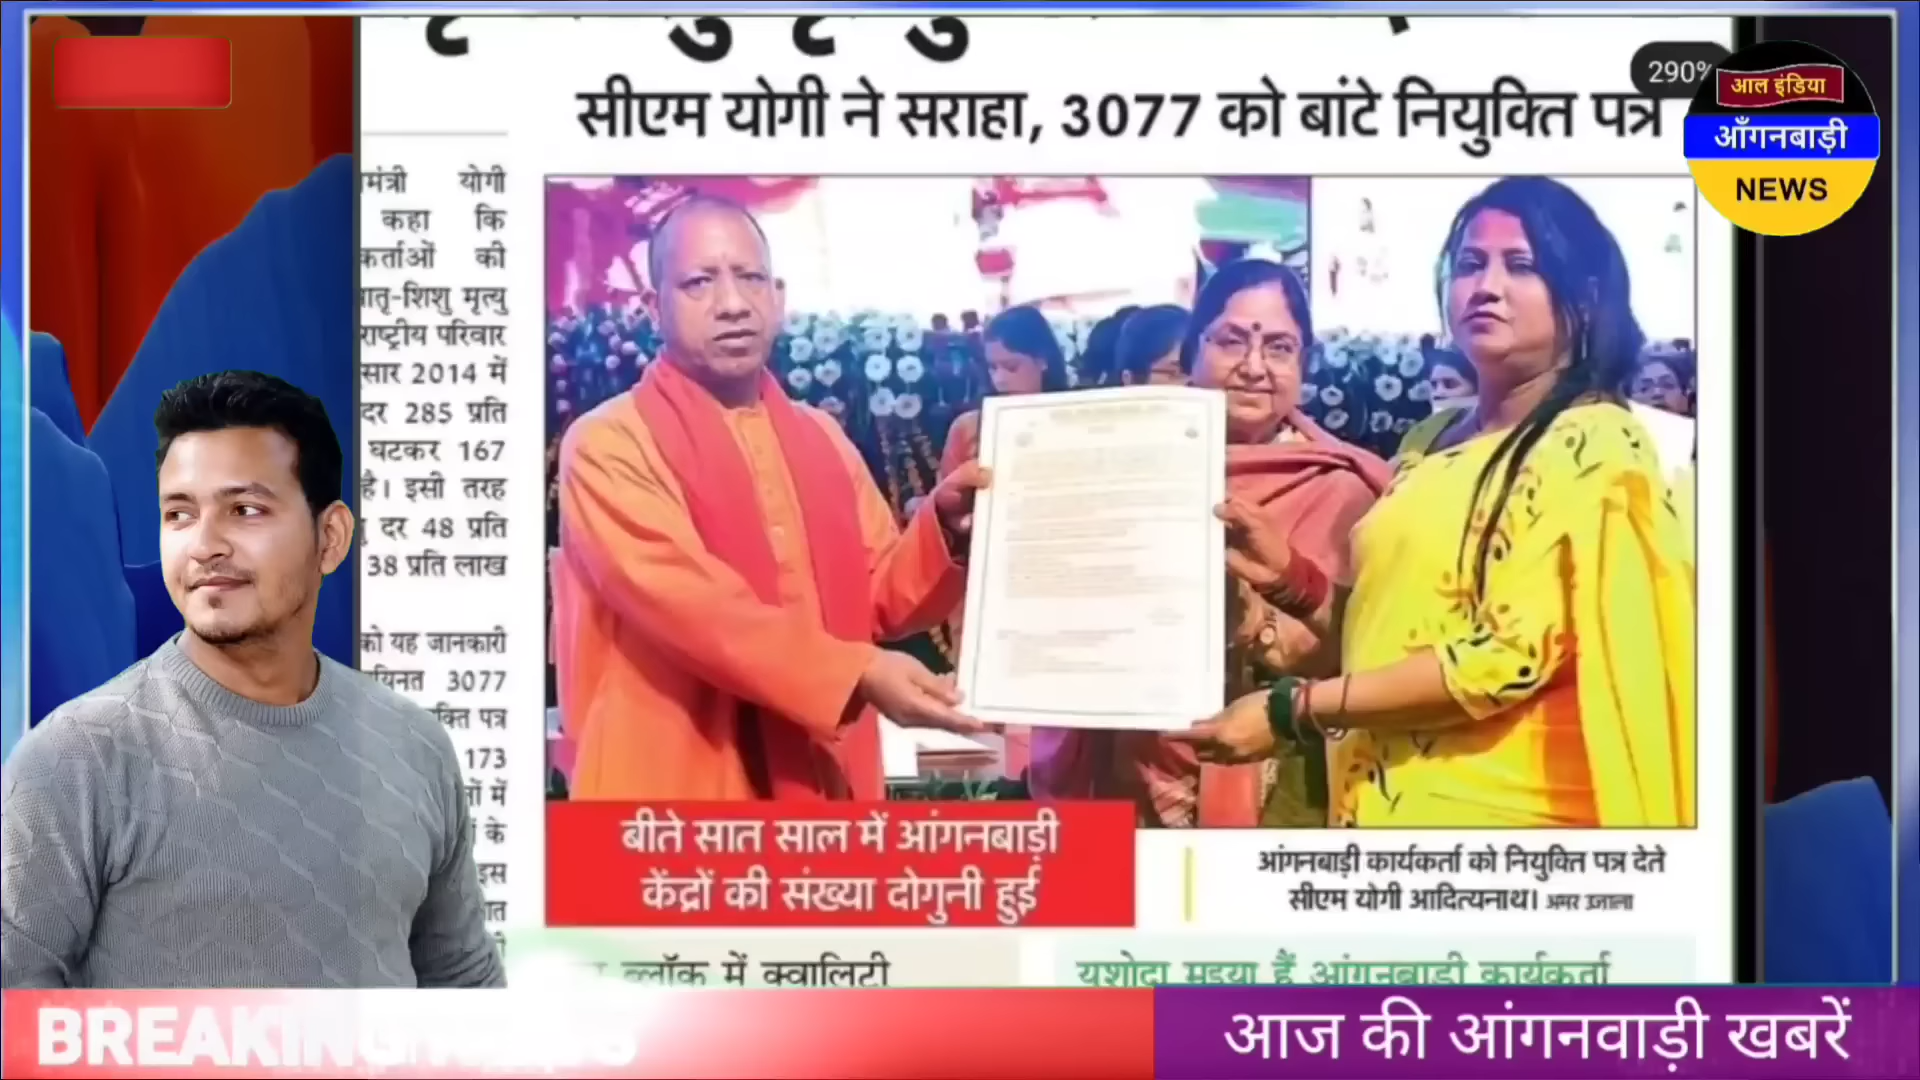 सीएम योगी ने सराहा, 3077 को बांटे नियुक्ति पत्र
290%
आल इंडिया
आँगनबाड़ी
NEWS
योगी
कहा कि
की
मृत्यु
परिवार
2014 में
दर 285 प्रति
घटकर 167
है। इसी तरह
दर 48 प्रति
38 प्रति लाख
को यह जानकारी
3077
पत्र
173
में
के
बीते सात साल में आंगनबाड़ी
केंद्रों की संख्या दोगुनी हुई
आंगनबाड़ी कार्यकर्ता को नियुक्ति पत्र देते
सीएम योगी आदित्यनाथ। अमर उजाला
ब्लॉक में क्वालिटी
यशोदा मइया हैं आंगनबाड़ी कार्यकर्ता
BREAKING NEWS
आज की आंगनवाड़ी खबरें